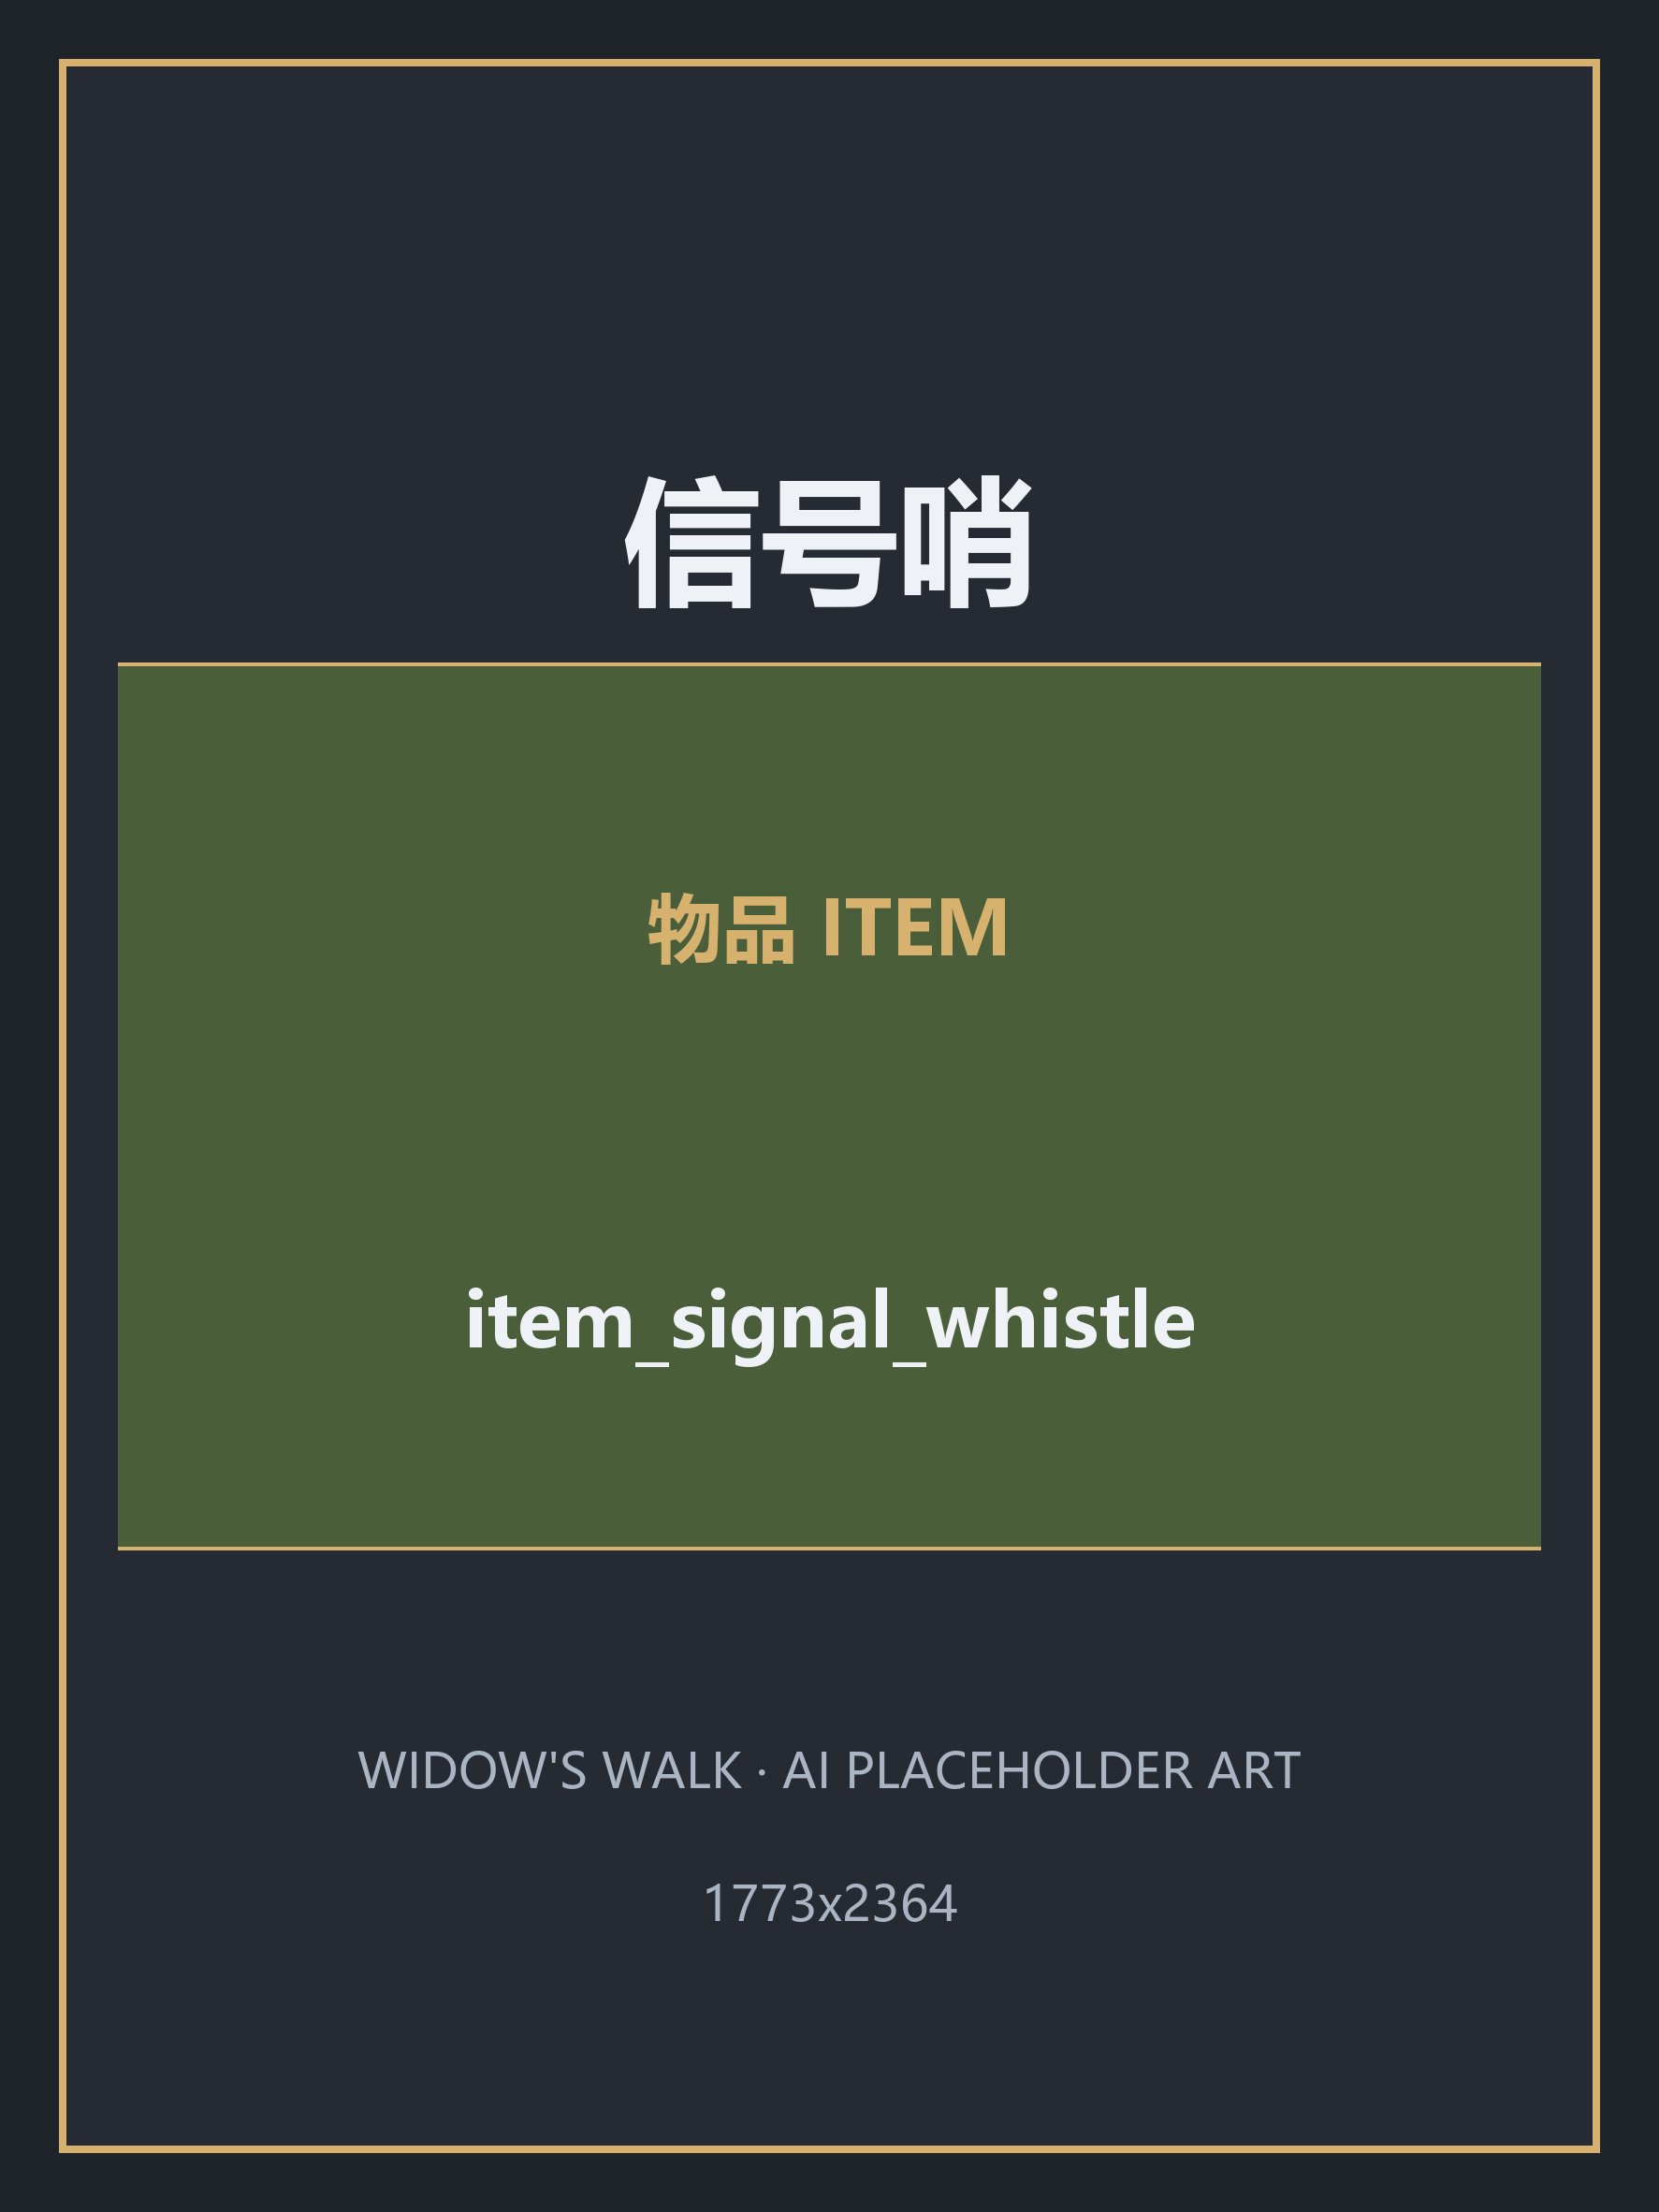 信号哨
物品 ITEM
item_signal_whistle
WIDOW'S WALK · AI PLACEHOLDER ART
1773x2364